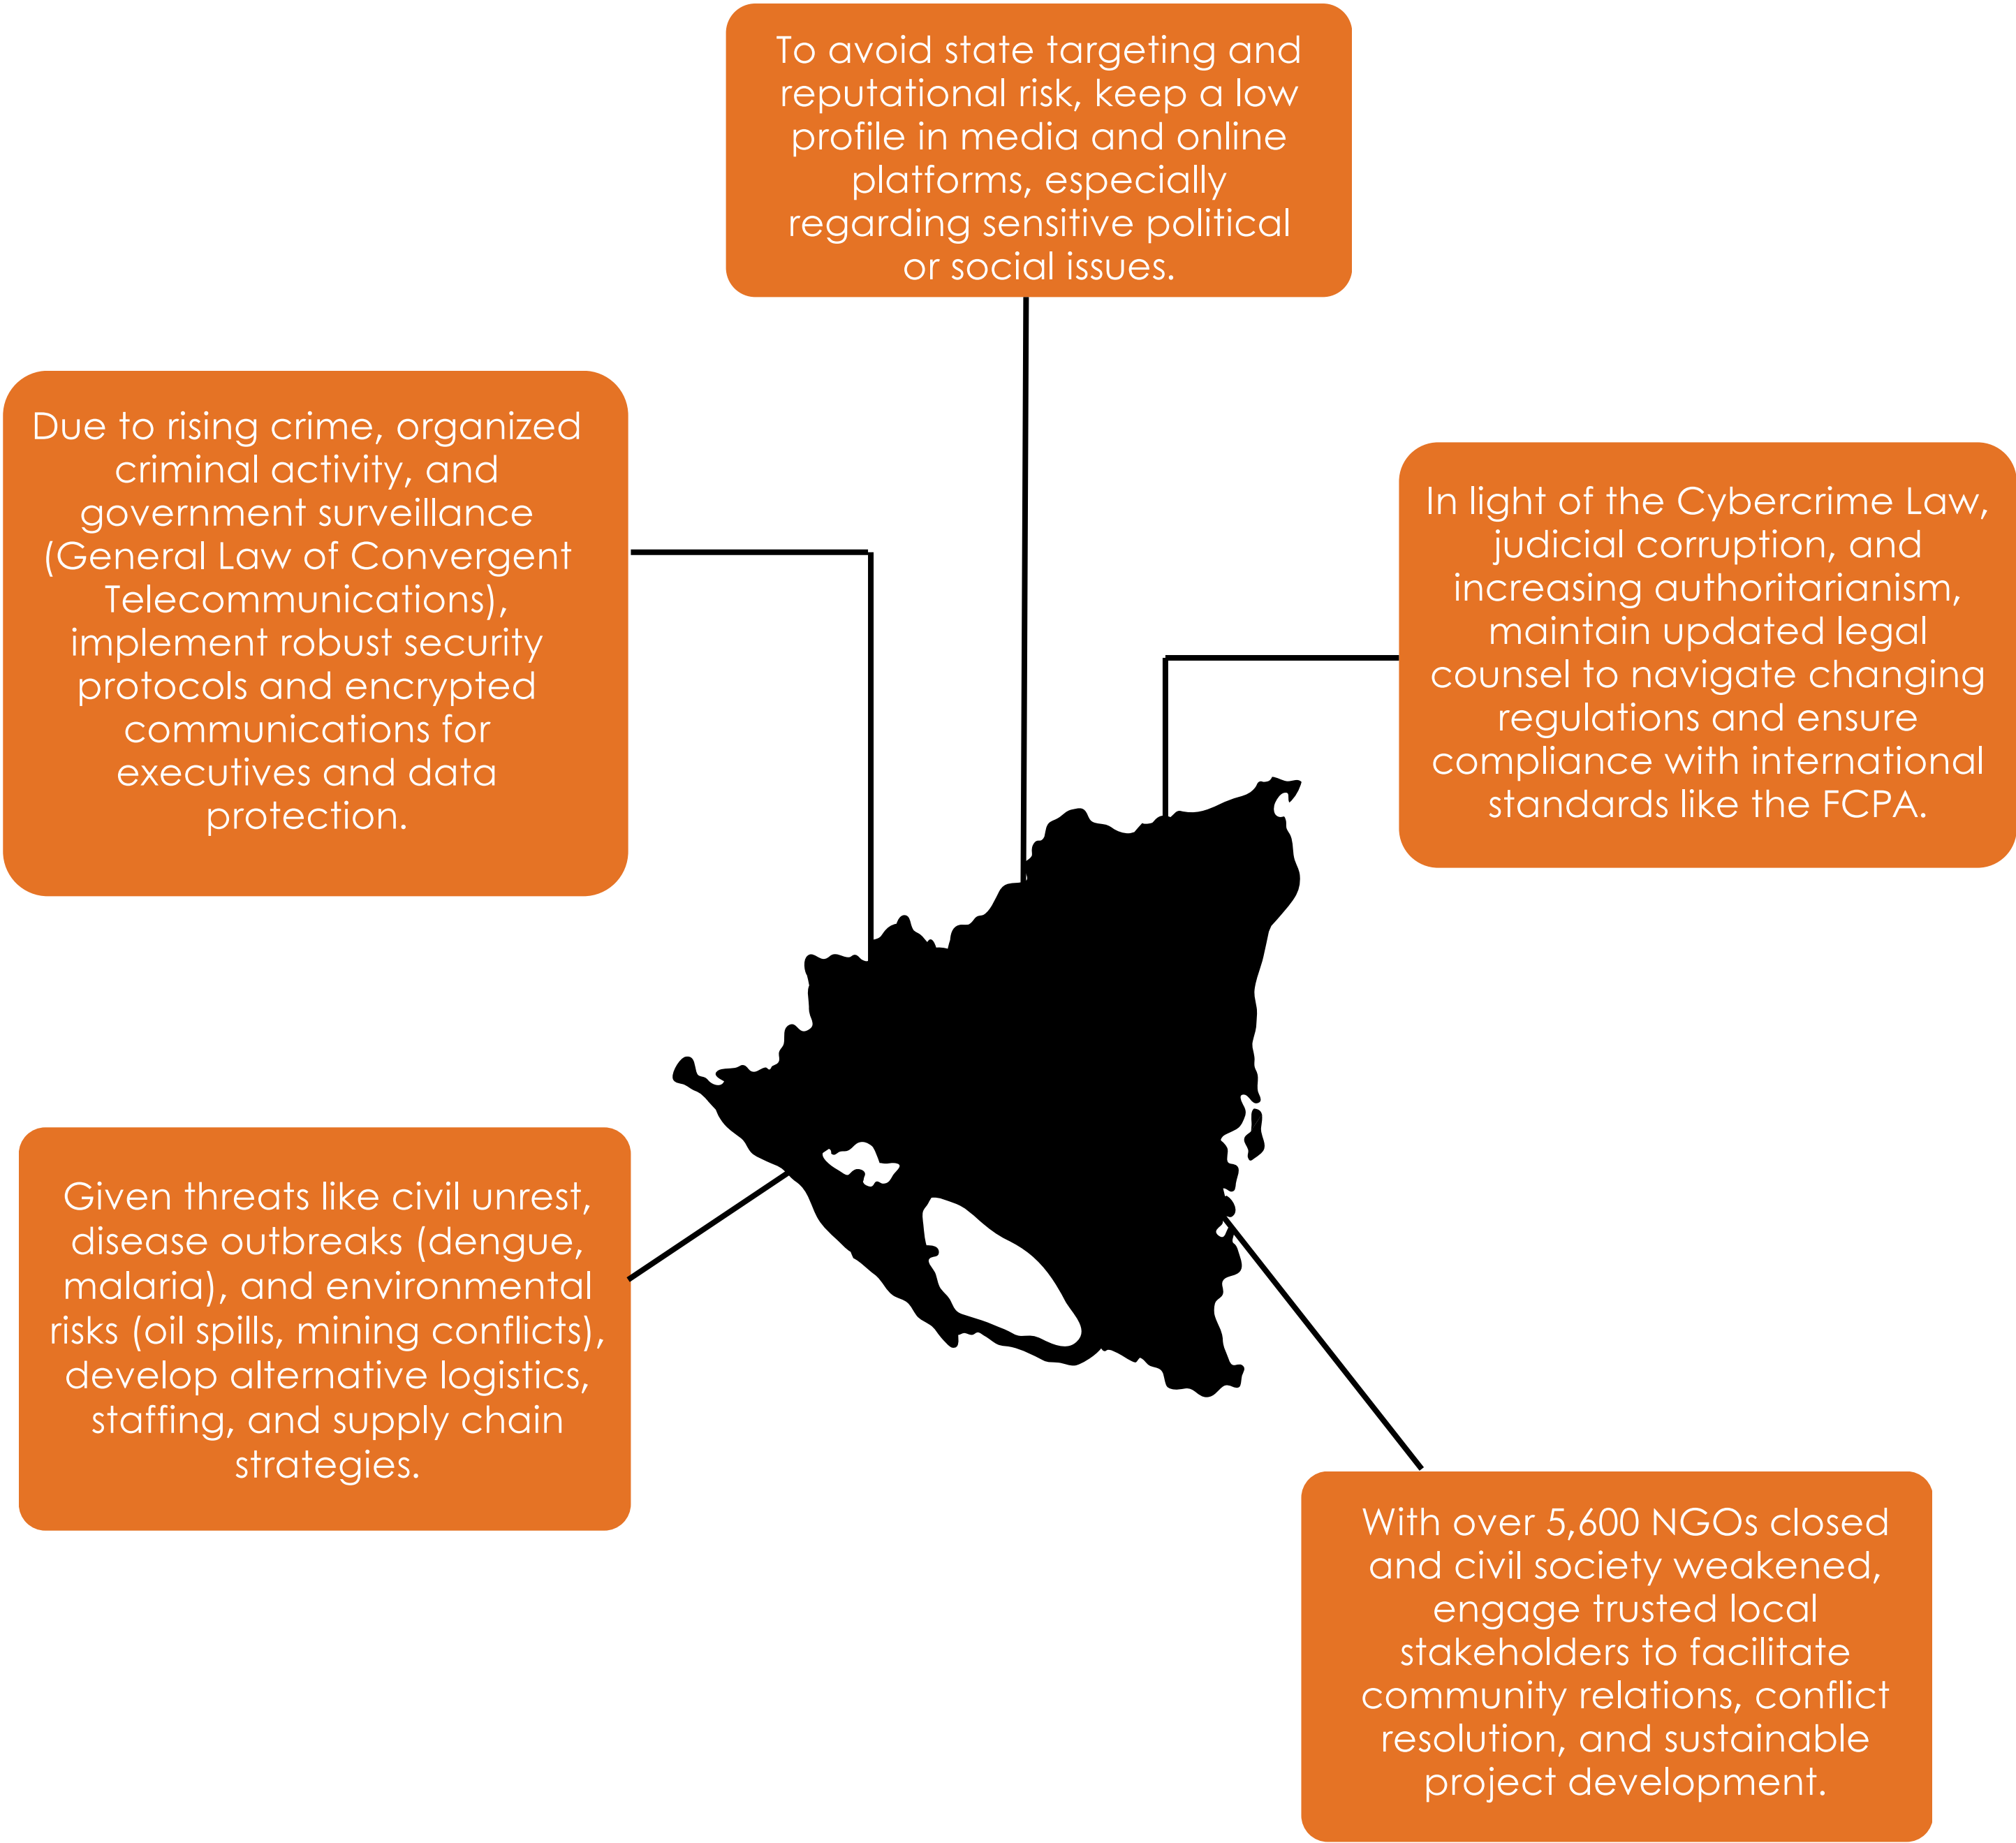 To avoid state targeting and
reputational risk, keep a low
profile in media and online
platforms, especially
regarding sensitive political
or social issues.
Due to rising crime, organized
criminal activity, and
government surveillance
(General Law of Convergent
Telecommunications),
implement robust security
protocols and encrypted
communications for
executives and data
protection.
In light of the Cybercrime Law,
judicial corruption, and
increasing authoritarianism,
maintain updated legal
counsel to navigate changing
regulations and ensure
compliance with international
standards like the FCPA.
Given threats like civil unrest,
disease outbreaks (dengue,
malaria), and environmental
risks (oil spills, mining conflicts),
develop alternative logistics,
staffing, and supply chain
strategies.
With over 5,600 NGOs closed
and civil society weakened,
engage trusted local
stakeholders to facilitate
community relations, conflict
resolution, and sustainable
project development.